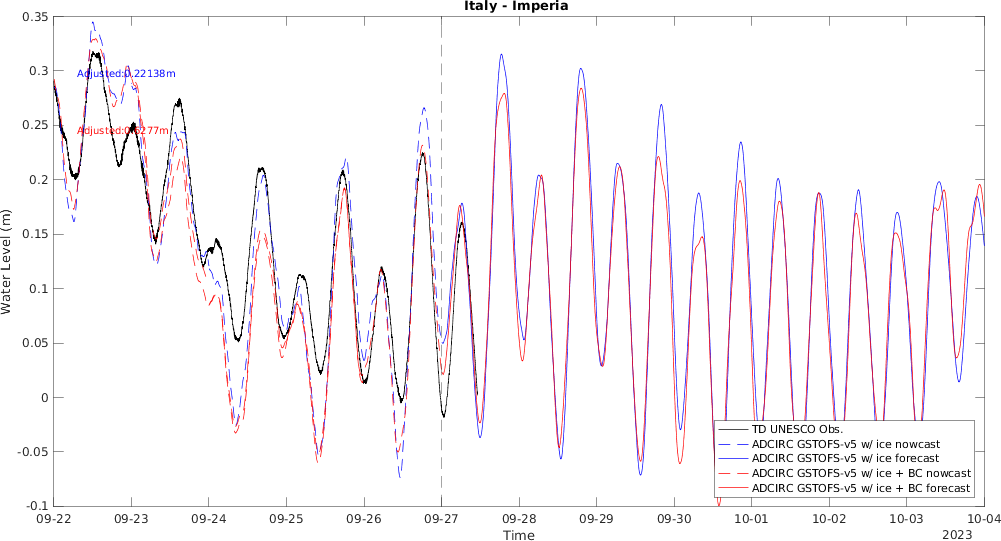 Italy - Imperia
Water Level (m)
0.35
0.3
0.25
0.2
0.15
0.1
0.05
0
-0.05
-0.1
Adjusted:0.22138m
TD UNESCO Obs.
ADCIRC GSTOFS-v5 w/ ice nowcast
ADCIRC GSTOFS-v5 w/ ice forecast
ADCIRC GSTOFS-v5 w/ ice + BC nowcast
ADCIRC GSTOFS-v5 w/ ice + BC forecast
09-22 09-23 09-24 09-25 09-26 09-27 09-28 09-29 09-30 10-01 10-02 10-03 10-04
Time
2023